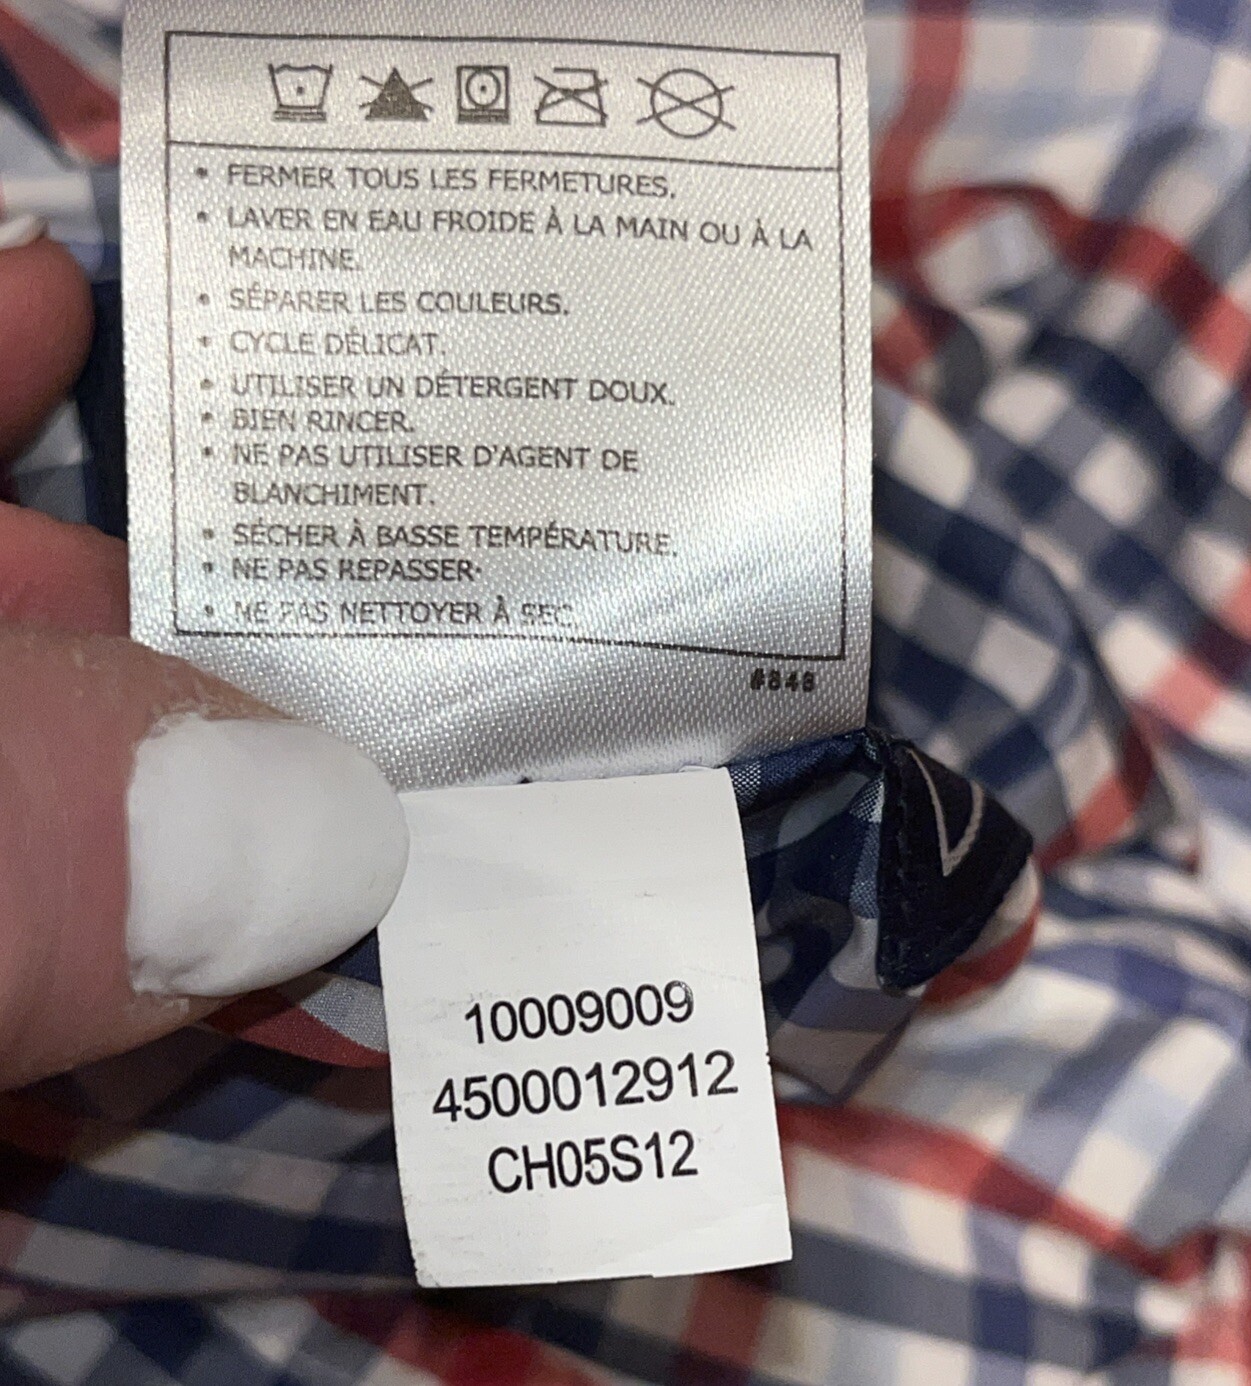 • FERMER TOUS LES FERMETURES.
• LAVER EN EAU FROIDE À LA MAIN OU À LA
MACHINE.
• SÉPARER LES COULEURS.
• CYCLE DÉLICAT.
• UTILISER UN DÉTERGENT DOUX.
• BIEN RINCER.
• NE PAS UTILISER D'AGENT DE
BLANCHIMENT.
• SÉCHER À BASSE TEMPÉRATURE.
• NE PAS REPASSER.
• NE PAS NETTOYER À SEC.
#848
10009009
4500012912
CH05S12